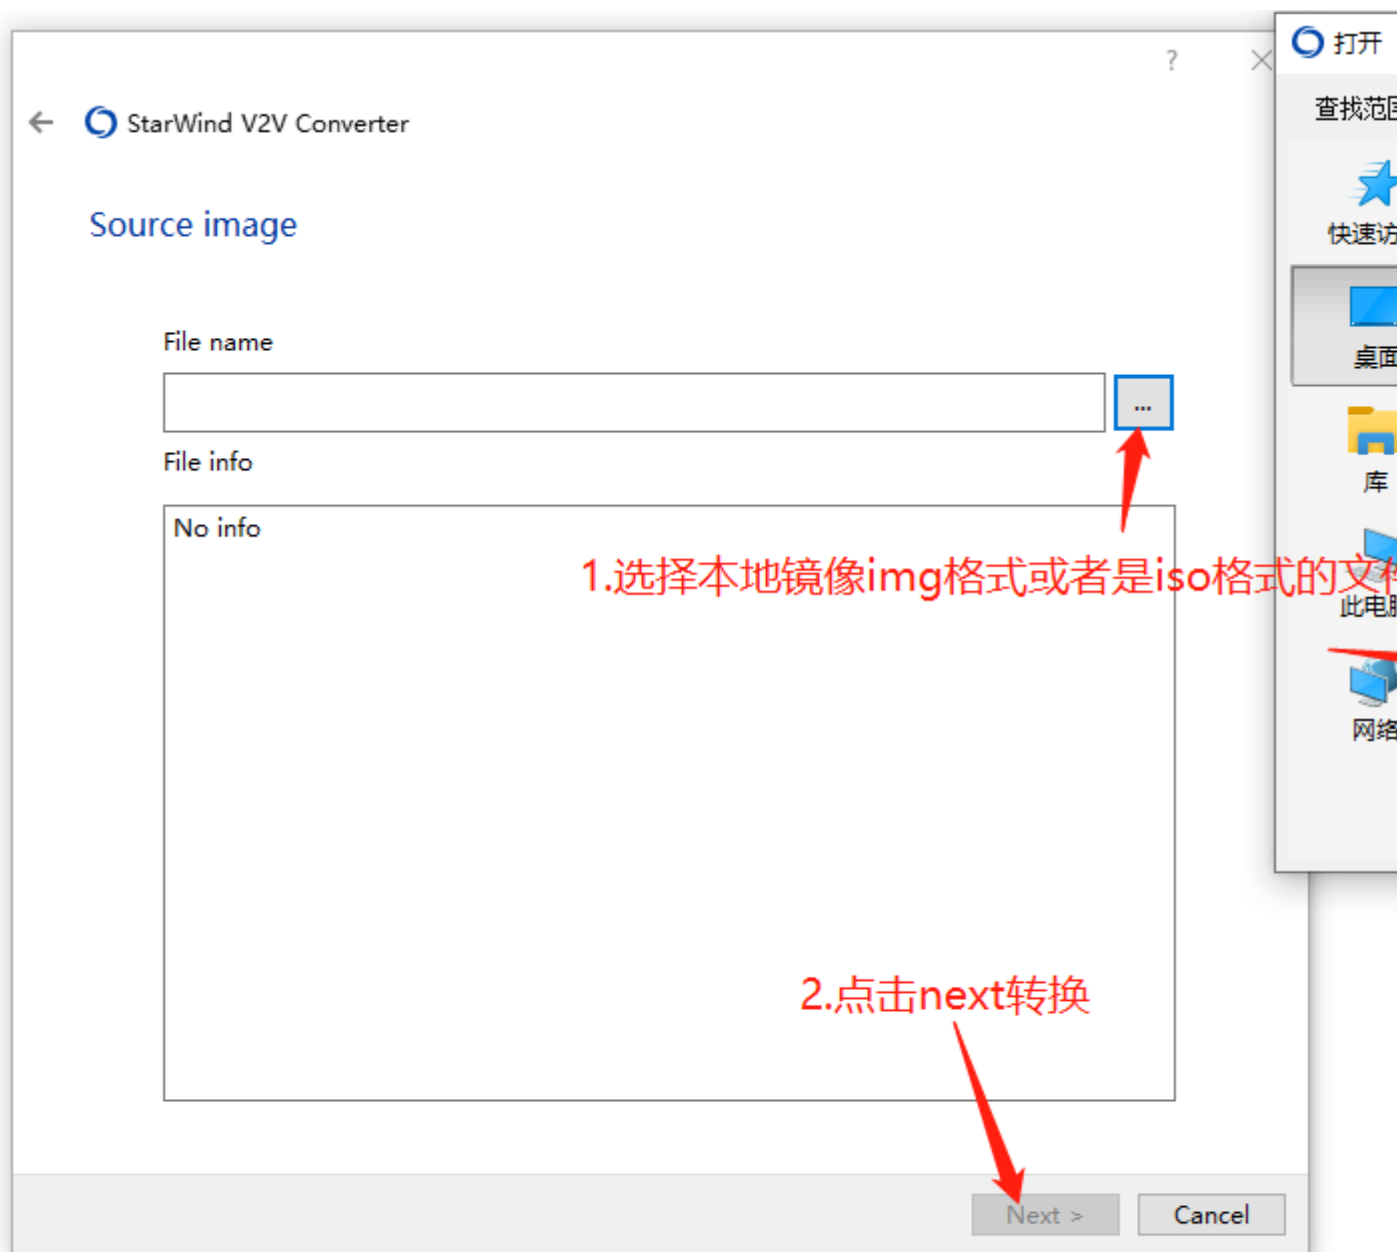 ?
StarWind V2V Converter
Source image
File name
...
File info
No info
1.选择本地镜像img格式或者是iso格式的文
2.点击next转换
Next >
Cancel
打开
查找范
快速访
桌面
库
此电
网络